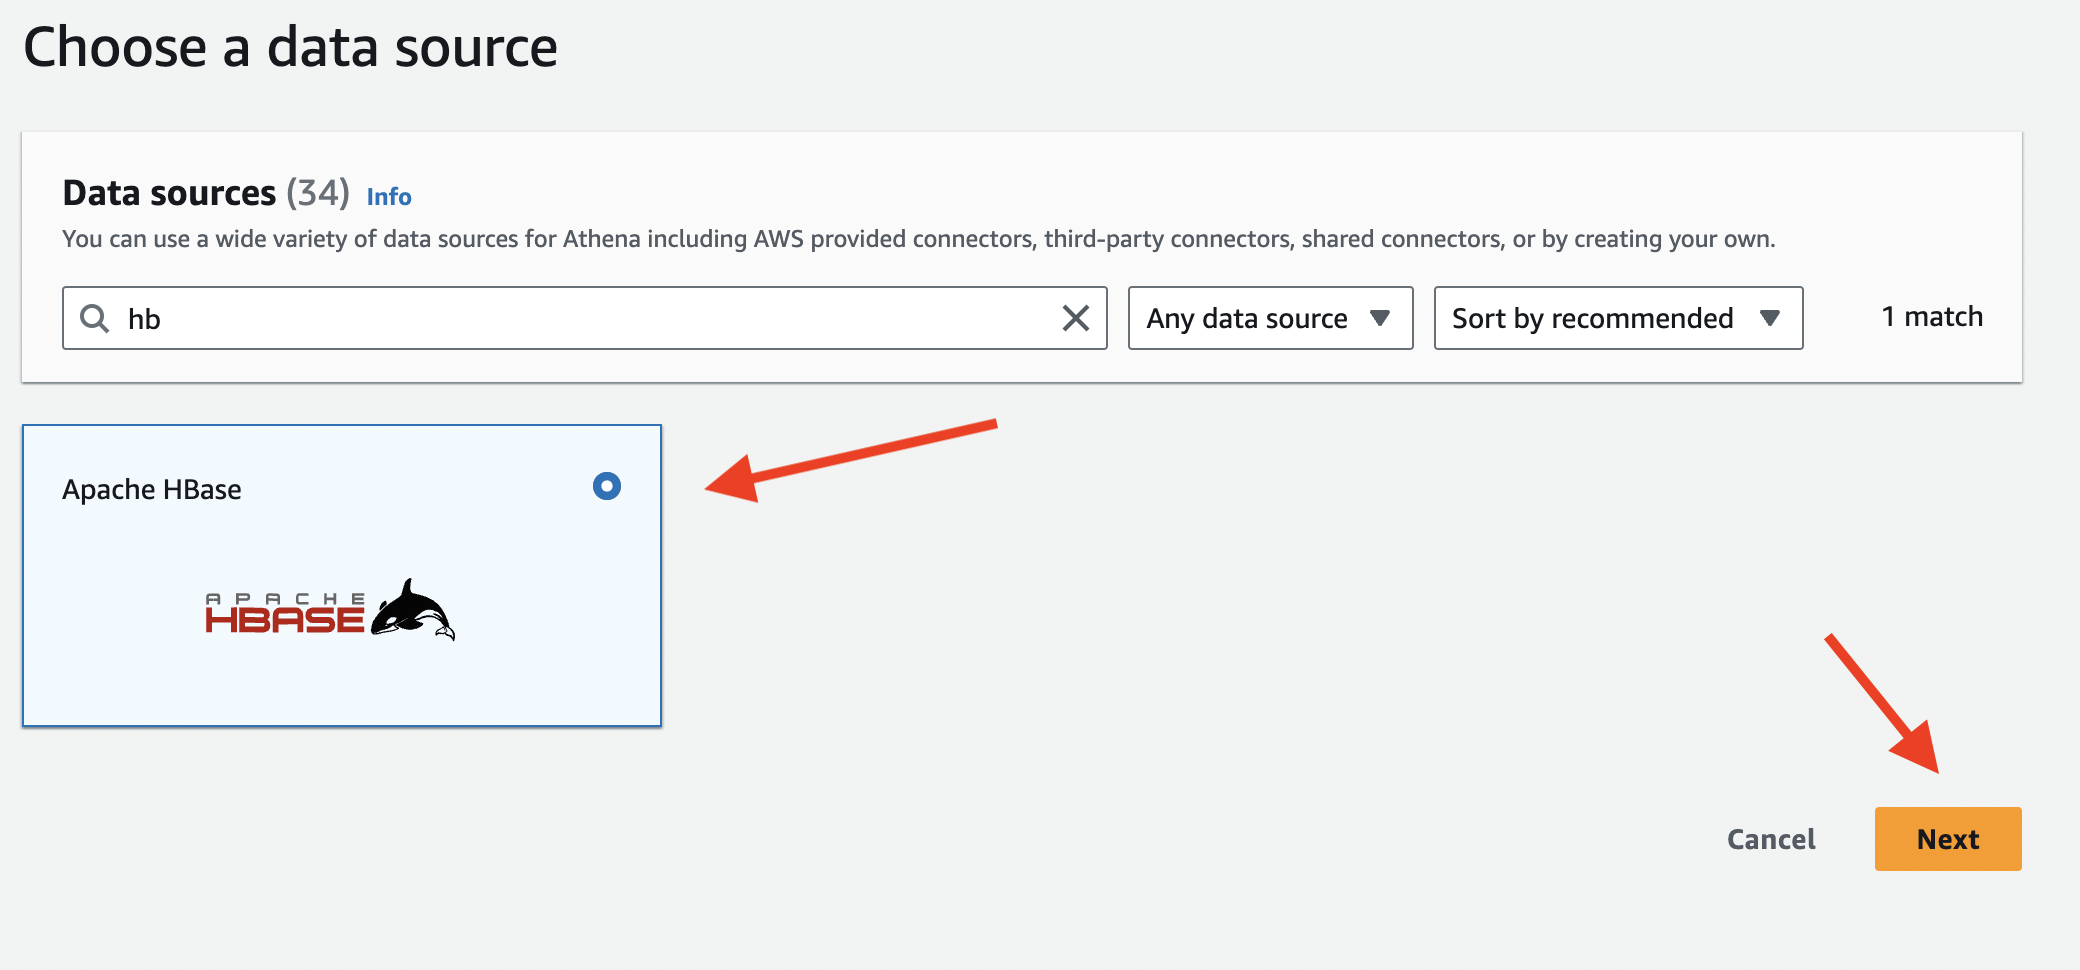 Choose a data source
Data sources (34) Info
You can use a wide variety of data sources for Athena including AWS provided connectors, third-party connectors, shared connectors, or by creating your own.
hb
Any data source
Sort by recommended
1 match
Apache HBase
APACHE
HBASE
Cancel
Next